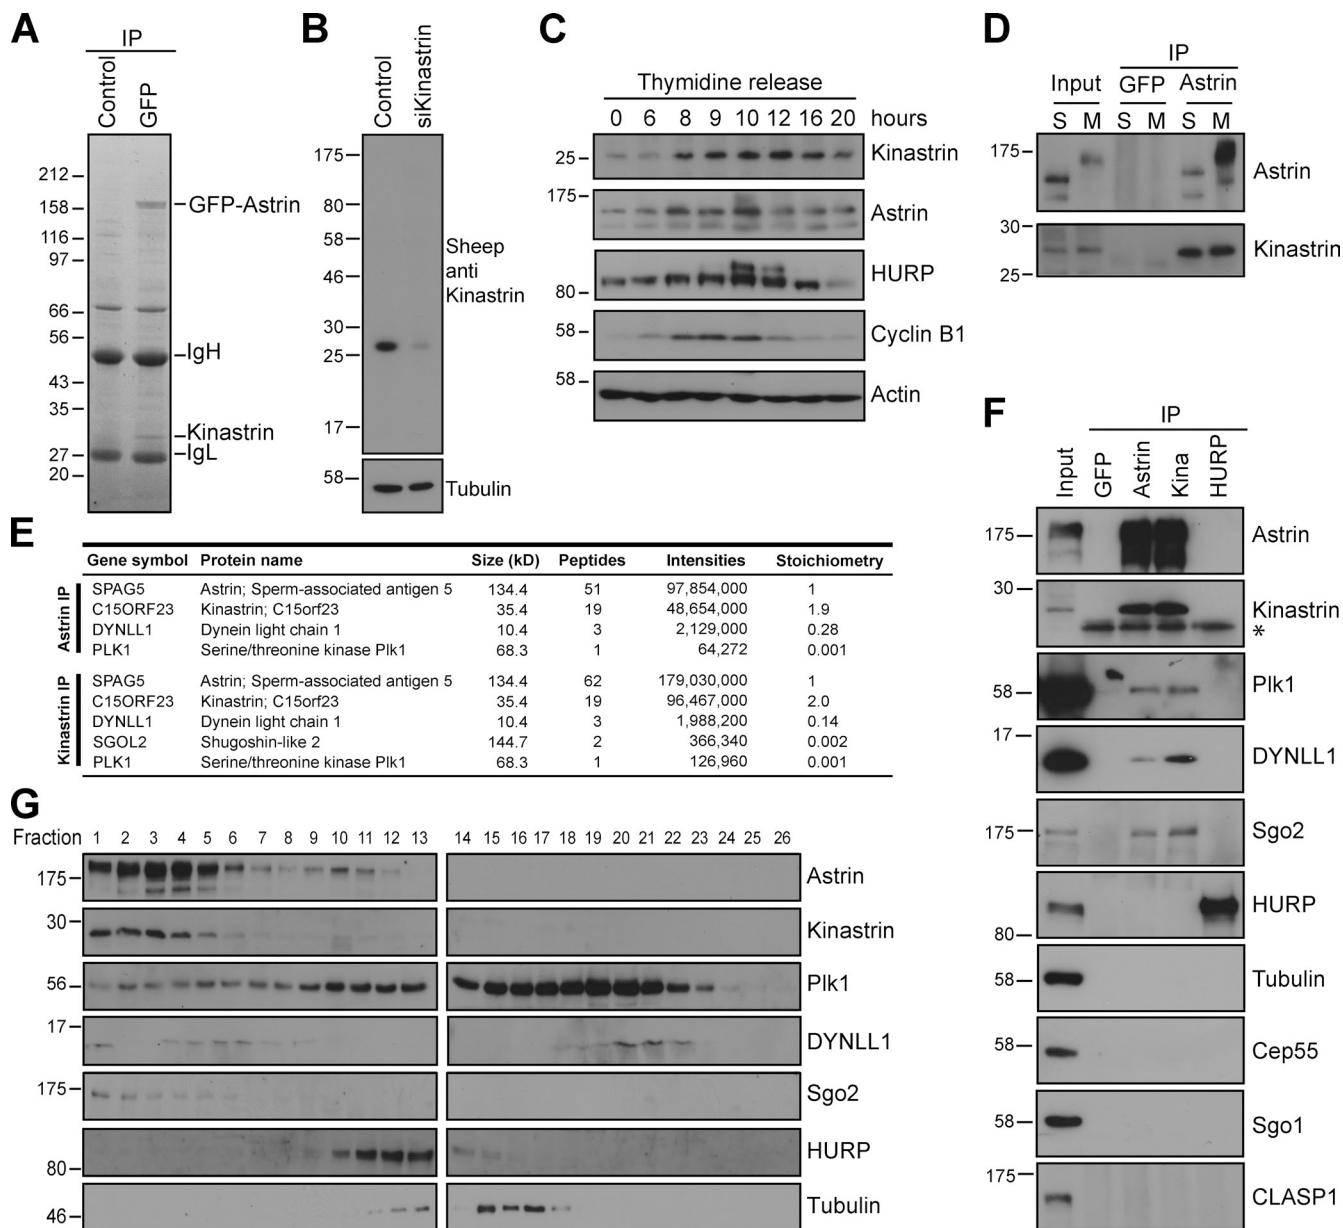 A
IP
Control
GFP
212
158
116
97
66
56
43
35
27
20
GFP-Astrin
IgH
Kinastrin
IgL
B
Control
siKinastrin
175
80
58
46
30
25
17
58
Sheep
anti
Kinastrin
Tubulin
C
Thymidine release
0 6 8 9 10 12 16 20 hours
25 Kinastrin
175 Astrin
80 HURP
58 Cyclin B1
58 Actin
D
IP
Input GFP Astrin
S M S M S M
175 Astrin
30
25 Kinastrin
E
Gene symbol Protein name Size (kD) Peptides Intensities Stoichiometry
Astrin IP
SPAG5 Astrin; Sperm-associated antigen 5 134.4 51 97,854,000 1
C15ORF23 Kinastrin; C15orf23 35.4 19 48,654,000 1.9
DYNLL1 Dynein light chain 1 10.4 3 2,129,000 0.28
PLK1 Serine/threonine kinase Plk1 68.3 1 64,272 0.001
Kinastrin IP
SPAG5 Astrin; Sperm-associated antigen 5 134.4 62 179,030,000 1
C15ORF23 Kinastrin; C15orf23 35.4 19 96,467,000 2.0
DYNLL1 Dynein light chain 1 10.4 3 1,988,200 0.14
SGOL2 Shugoshin-like 2 144.7 2 366,340 0.002
PLK1 Serine/threonine kinase Plk1 68.3 1 126,960 0.001
F
IP
Input GFP Astrin Kina HURP
175 Astrin
30 Kinastrin
*
58 Plk1
17 DYNLL1
175 Sgo2
80 HURP
58 Tubulin
58 Cep55
58 Sgo1
175 CLASP1
G
Fraction 1 2 3 4 5 6 7 8 9 10 11 12 13 14 15 16 17 18 19 20 21 22 23 24 25 26
175 Astrin
30 Kinastrin
56 Plk1
17 DYNLL1
175 Sgo2
80 HURP
46 Tubulin